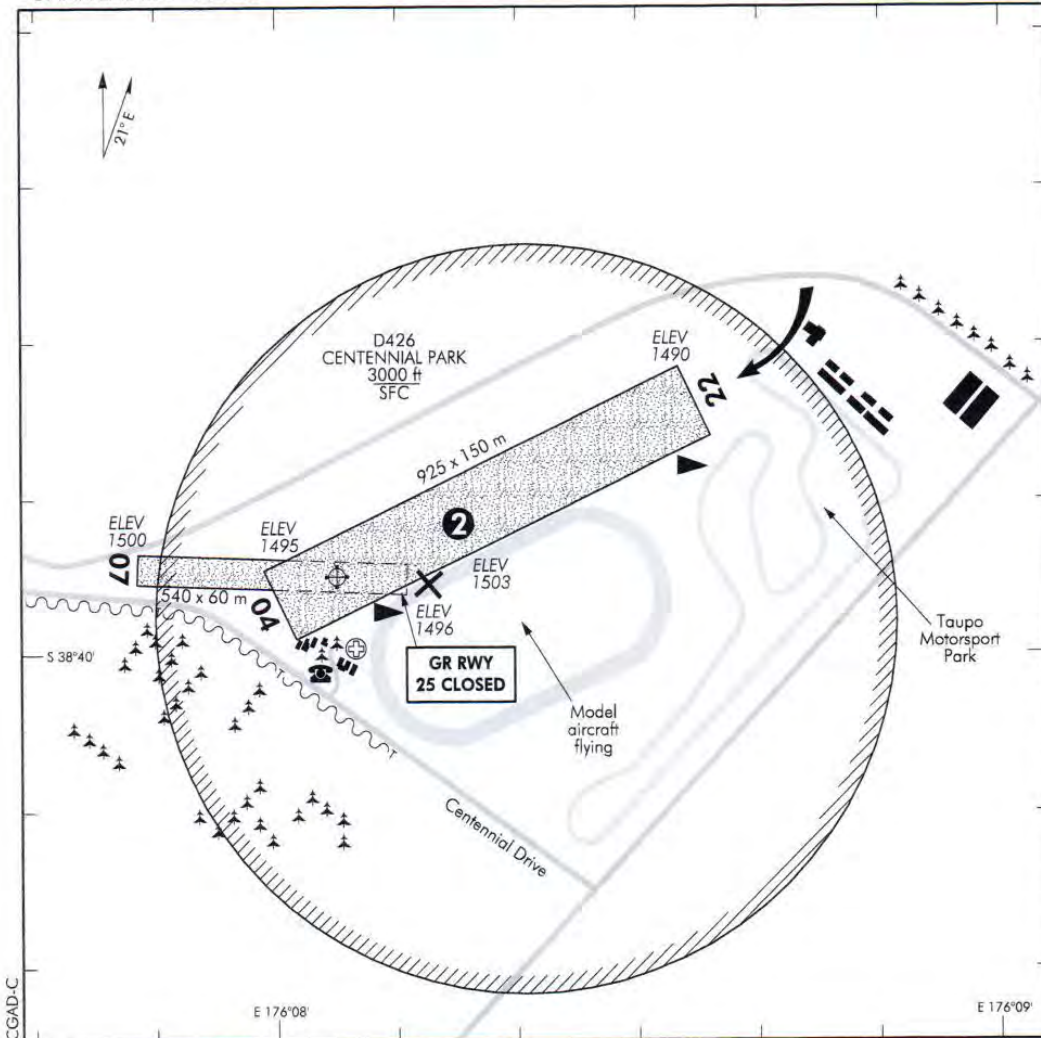 21° E
D426
CENTENNIAL PARK
3000 ft
SFC
ELEV
1490
22
925 x 150 m
2
ELEV
1500
07
ELEV
1495
540 x 60 m
04
ELEV
1503
ELEV
1496
GR RWY
25 CLOSED
S 38°40'
Model
aircraft
flying
Taupo
Motorsport
Park
Centennial Drive
CGAD-C
E 176°08'
E 176°09'